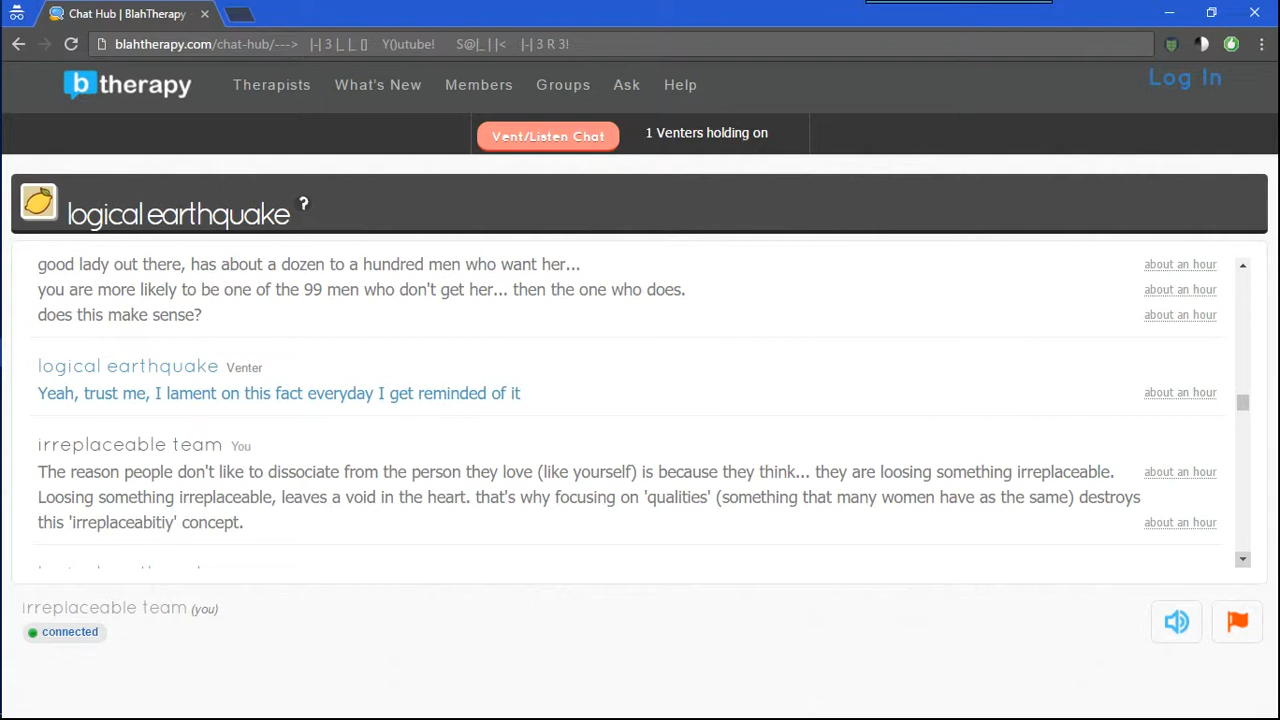 Chat Hub | BlahTherapy
blahtherapy.com/chat-hub/---> |-| 3 |_ |_ [] Y()utube! S@|_ | |< |-| 3 R 3!
b therapy Therapists What's New Members Groups Ask Help Log In
Vent/Listen Chat 1 Venters holding on
logical earthquake ?
good lady out there, has about a dozen to a hundred men who want her... about an hour
you are more likely to be one of the 99 men who don't get her... then the one who does. about an hour
does this make sense? about an hour
logical earthquake Venter
Yeah, trust me, I lament on this fact everyday I get reminded of it about an hour
irreplaceable team You
The reason people don't like to dissociate from the person they love (like yourself) is because they think... they are loosing something irreplaceable. about an hour
Loosing something irreplaceable, leaves a void in the heart. that's why focusing on 'qualities' (something that many women have as the same) destroys
this 'irreplaceabitiy' concept. about an hour
irreplaceable team (you)
connected